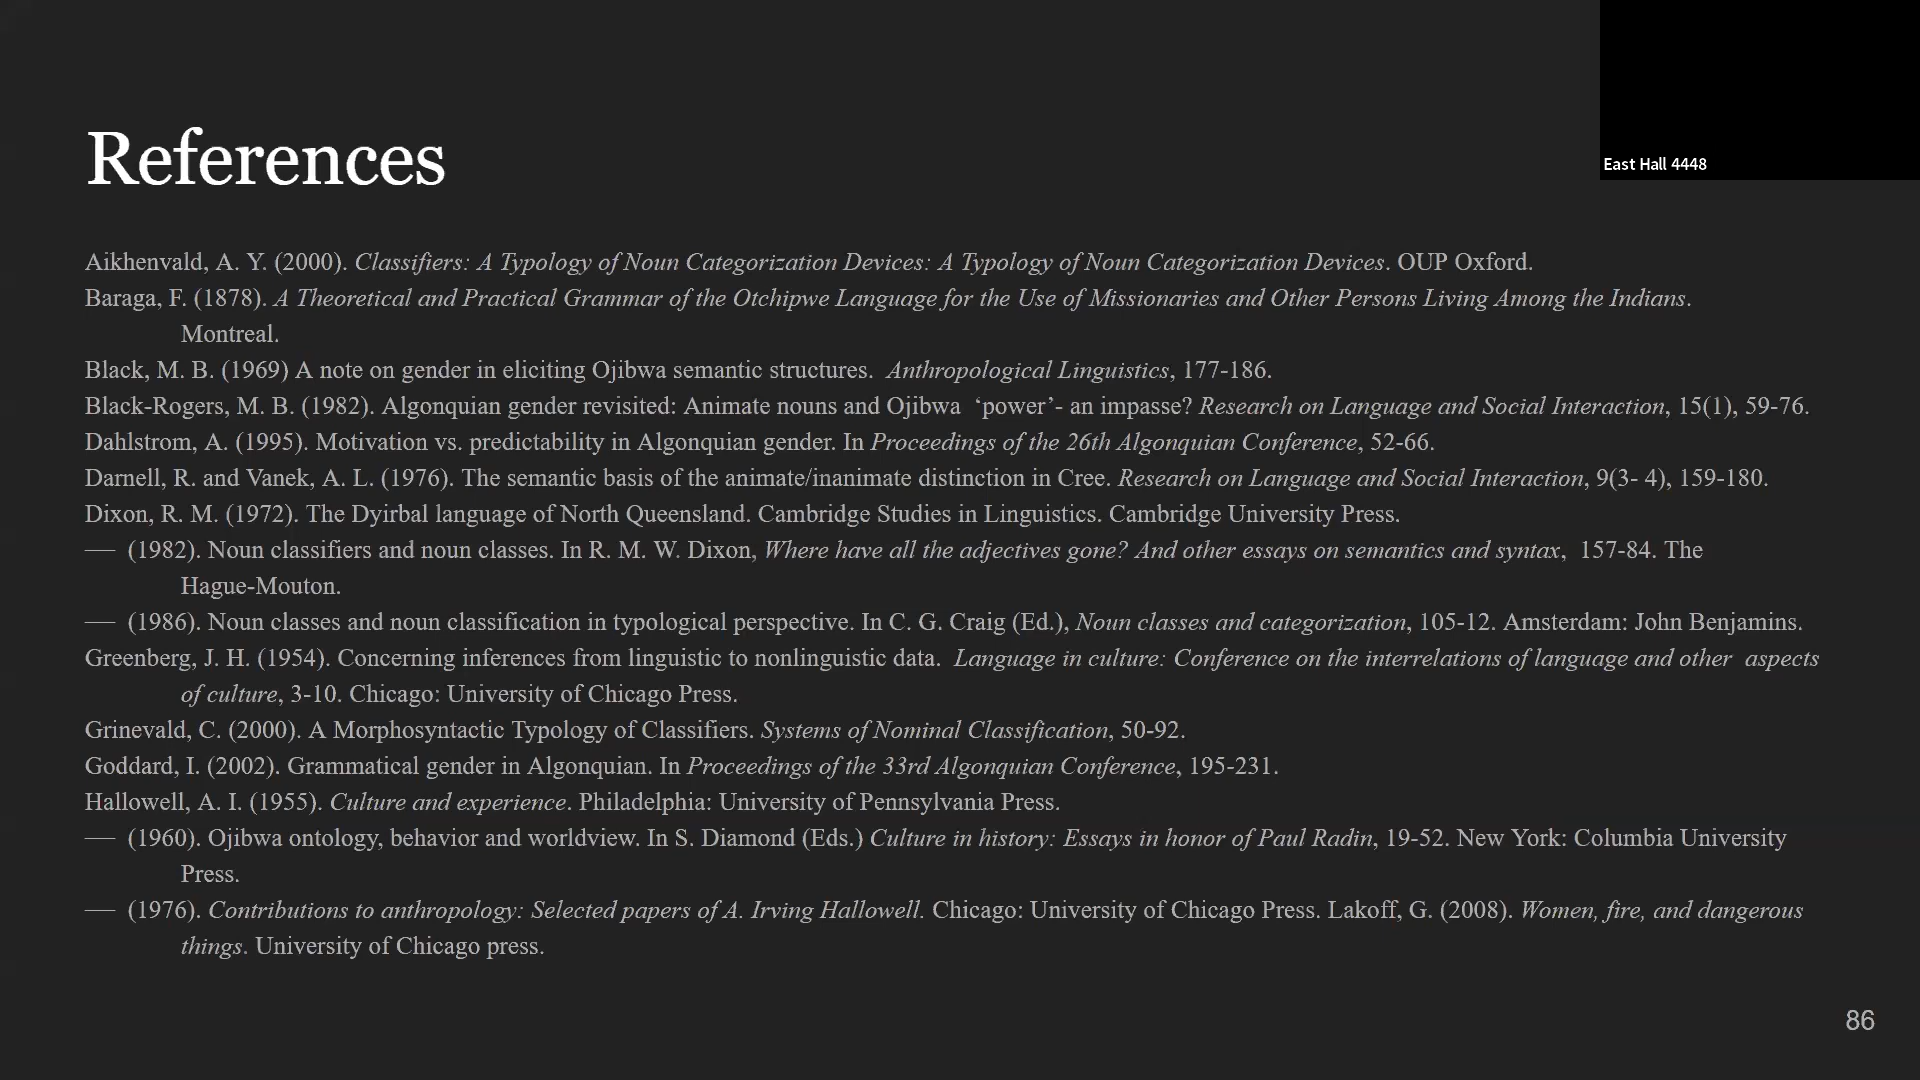 East Hall 4448
References
Aikhenvald, A. Y. (2000). Classifiers: A Typology of Noun Categorization Devices: A Typology of Noun Categorization Devices. OUP Oxford.
Baraga, F. (1878). A Theoretical and Practical Grammar of the Otchipwe Language for the Use of Missionaries and Other Persons Living Among the Indians.
Montreal.
Black, M. B. (1969) A note on gender in eliciting Ojibwa semantic structures. Anthropological Linguistics, 177-186.
Black-Rogers, M. B. (1982). Algonquian gender revisited: Animate nouns and Ojibwa ‘power’- an impasse? Research on Language and Social Interaction, 15(1), 59-76.
Dahlstrom, A. (1995). Motivation vs. predictability in Algonquian gender. In Proceedings of the 26th Algonquian Conference, 52-66.
Darnell, R. and Vanek, A. L. (1976). The semantic basis of the animate/inanimate distinction in Cree. Research on Language and Social Interaction, 9(3- 4), 159-180.
Dixon, R. M. (1972). The Dyirbal language of North Queensland. Cambridge Studies in Linguistics. Cambridge University Press.
── (1982). Noun classifiers and noun classes. In R. M. W. Dixon, Where have all the adjectives gone? And other essays on semantics and syntax, 157-84. The
Hague-Mouton.
── (1986). Noun classes and noun classification in typological perspective. In C. G. Craig (Ed.), Noun classes and categorization, 105-12. Amsterdam: John Benjamins.
Greenberg, J. H. (1954). Concerning inferences from linguistic to nonlinguistic data. Language in culture: Conference on the interrelations of language and other aspects
of culture, 3-10. Chicago: University of Chicago Press.
Grinevald, C. (2000). A Morphosyntactic Typology of Classifiers. Systems of Nominal Classification, 50-92.
Goddard, I. (2002). Grammatical gender in Algonquian. In Proceedings of the 33rd Algonquian Conference, 195-231.
Hallowell, A. I. (1955). Culture and experience. Philadelphia: University of Pennsylvania Press.
── (1960). Ojibwa ontology, behavior and worldview. In S. Diamond (Eds.) Culture in history: Essays in honor of Paul Radin, 19-52. New York: Columbia University
Press.
── (1976). Contributions to anthropology: Selected papers of A. Irving Hallowell. Chicago: University of Chicago Press. Lakoff, G. (2008). Women, fire, and dangerous
things. University of Chicago press.
86